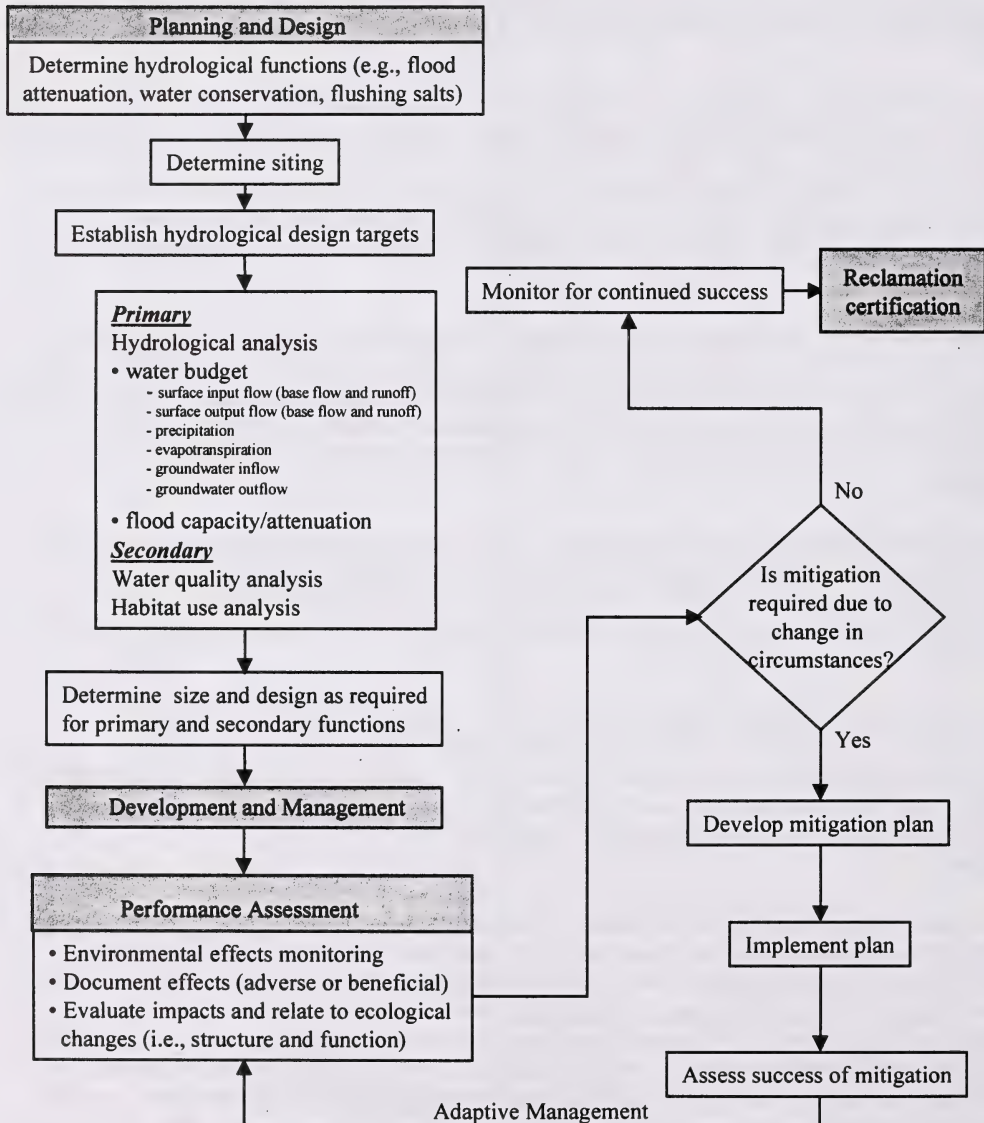 Planning and Design
Determine hydrological functions (e.g., flood
attenuation, water conservation, flushing salts)
Determine siting
Establish hydrological design targets
Primary
Hydrological analysis
• water budget
- surface input flow (base flow and runoff)
- surface output flow (base flow and runoff)
- precipitation
- evapotranspiration
- groundwater inflow
- groundwater outflow
• flood capacity/attenuation
Secondary
Water quality analysis
Habitat use analysis
Determine size and design as required
for primary and secondary functions
Development and Management
Performance Assessment
• Environmental effects monitoring
• Document effects (adverse or beneficial)
• Evaluate impacts and relate to ecological
changes (i.e., structure and function)
Monitor for continued success
Reclamation
certification
No
Is mitigation
required due to
change in
circumstances?
Yes
Develop mitigation plan
Implement plan
Assess success of mitigation
Adaptive Management